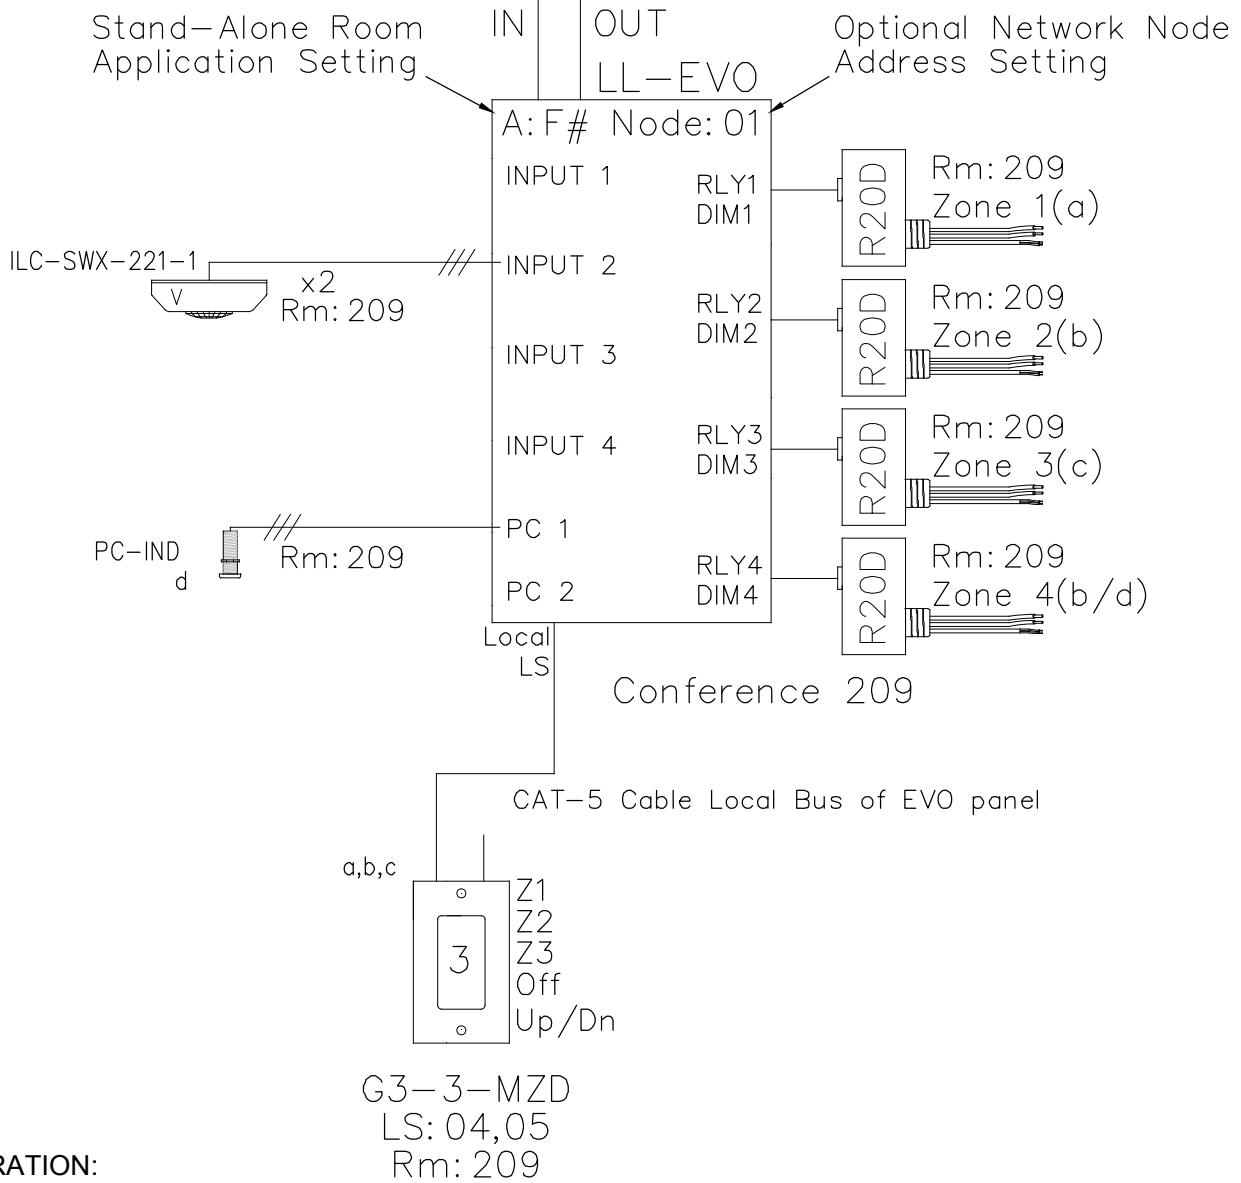 Stand-Alone Room
Application Setting
IN
OUT
Optional Network Node
Address Setting
LL-EVO
A:F# Node:01
INPUT 1
INPUT 2
INPUT 3
INPUT 4
PC 1
PC 2
RLY1
DIM1
RLY2
DIM2
RLY3
DIM3
RLY4
DIM4
ILC-SWX-221-1
V
x2
Rm:209
PC-IND
d
Rm:209
R20D
Rm:209
Zone 1(a)
R20D
Rm:209
Zone 2(b)
R20D
Rm:209
Zone 3(c)
R20D
Rm:209
Zone 4(b/d)
Local
LS
Conference 209
CAT-5 Cable Local Bus of EVO panel
a,b,c
3
Z1
Z2
Z3
Off
Up/Dn
G3-3-MZD
LS:04,05
Rm:209
RATION: